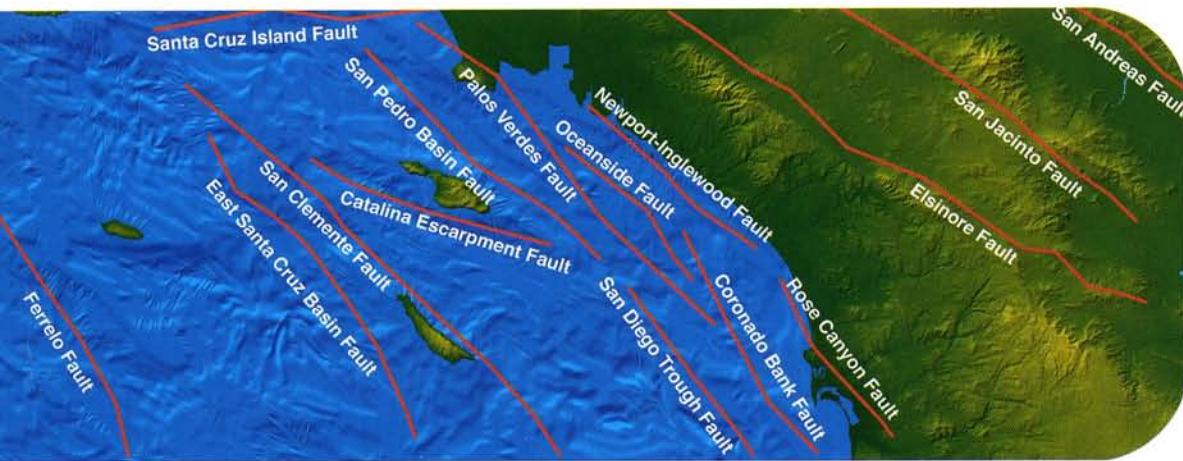 Santa Cruz Island Fault
San Andreas Fault
San Pedro Basin Fault
Palos Verdes Fault
Newport-Inglewood Fault
San Jacinto Fault
Oceanside Fault
San Clemente Fault
East Santa Cruz Basin Fault
Catalina Escarpment Fault
Elsinore Fault
Ferrelo Fault
San Diego Trough Fault
Coronado Bank Fault
Rose Canyon Fault